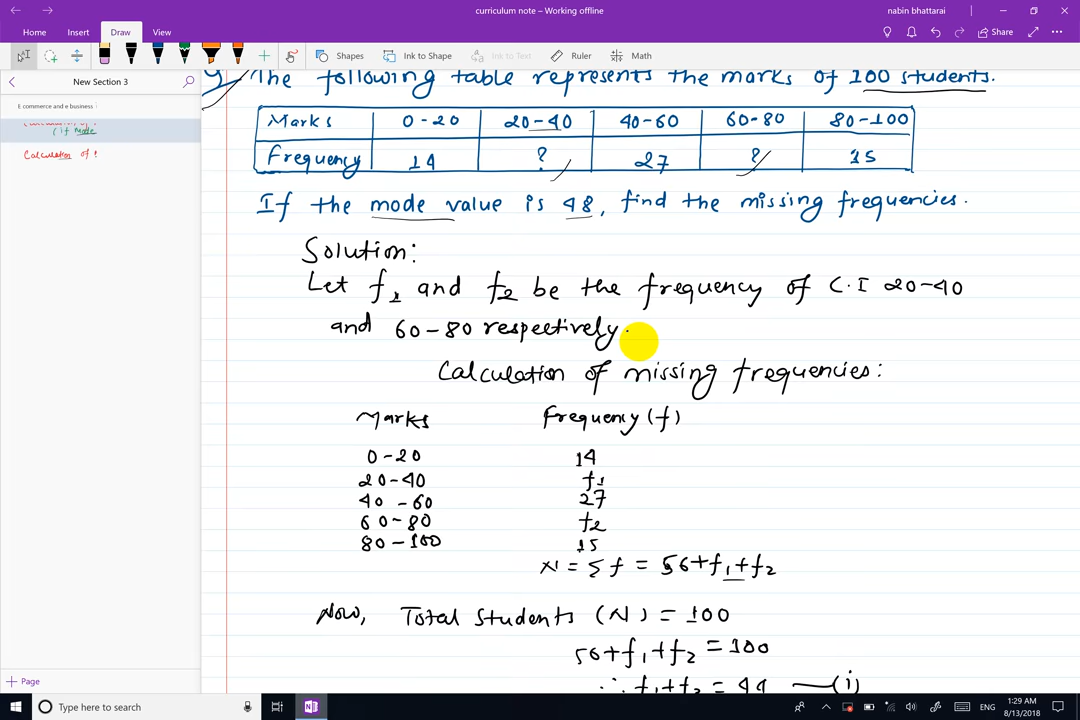 curriculum note – Working offline
nabin bhattarai
Home Insert Draw View
Share
Shapes Ink to Shape Ink to Text Ruler Math
New Section 3
E commerce and e business
(if mode
Calculation of
The following table represents the marks of 100 students.
Marks 0-20 20-40 40-60 60-80 80-100
Frequency 14 ? 27 ? 15
If the mode value is 48, find the missing frequencies.
Solution:
Let f1 and f2 be the frequency of C.I 20-40
and 60-80 respectively.
Calculation of missing frequencies:
Marks Frequency (f)
0-20 14
20-40 f1
40-60 27
60-80 f2
80-100 15
N = Σf = 56+f1+f2
Now, Total Students (N) = 100
56+f1+f2 = 100
∴ f1+f2 = 44 —(i)
Page
Type here to search
ENG
1:29 AM
8/13/2018